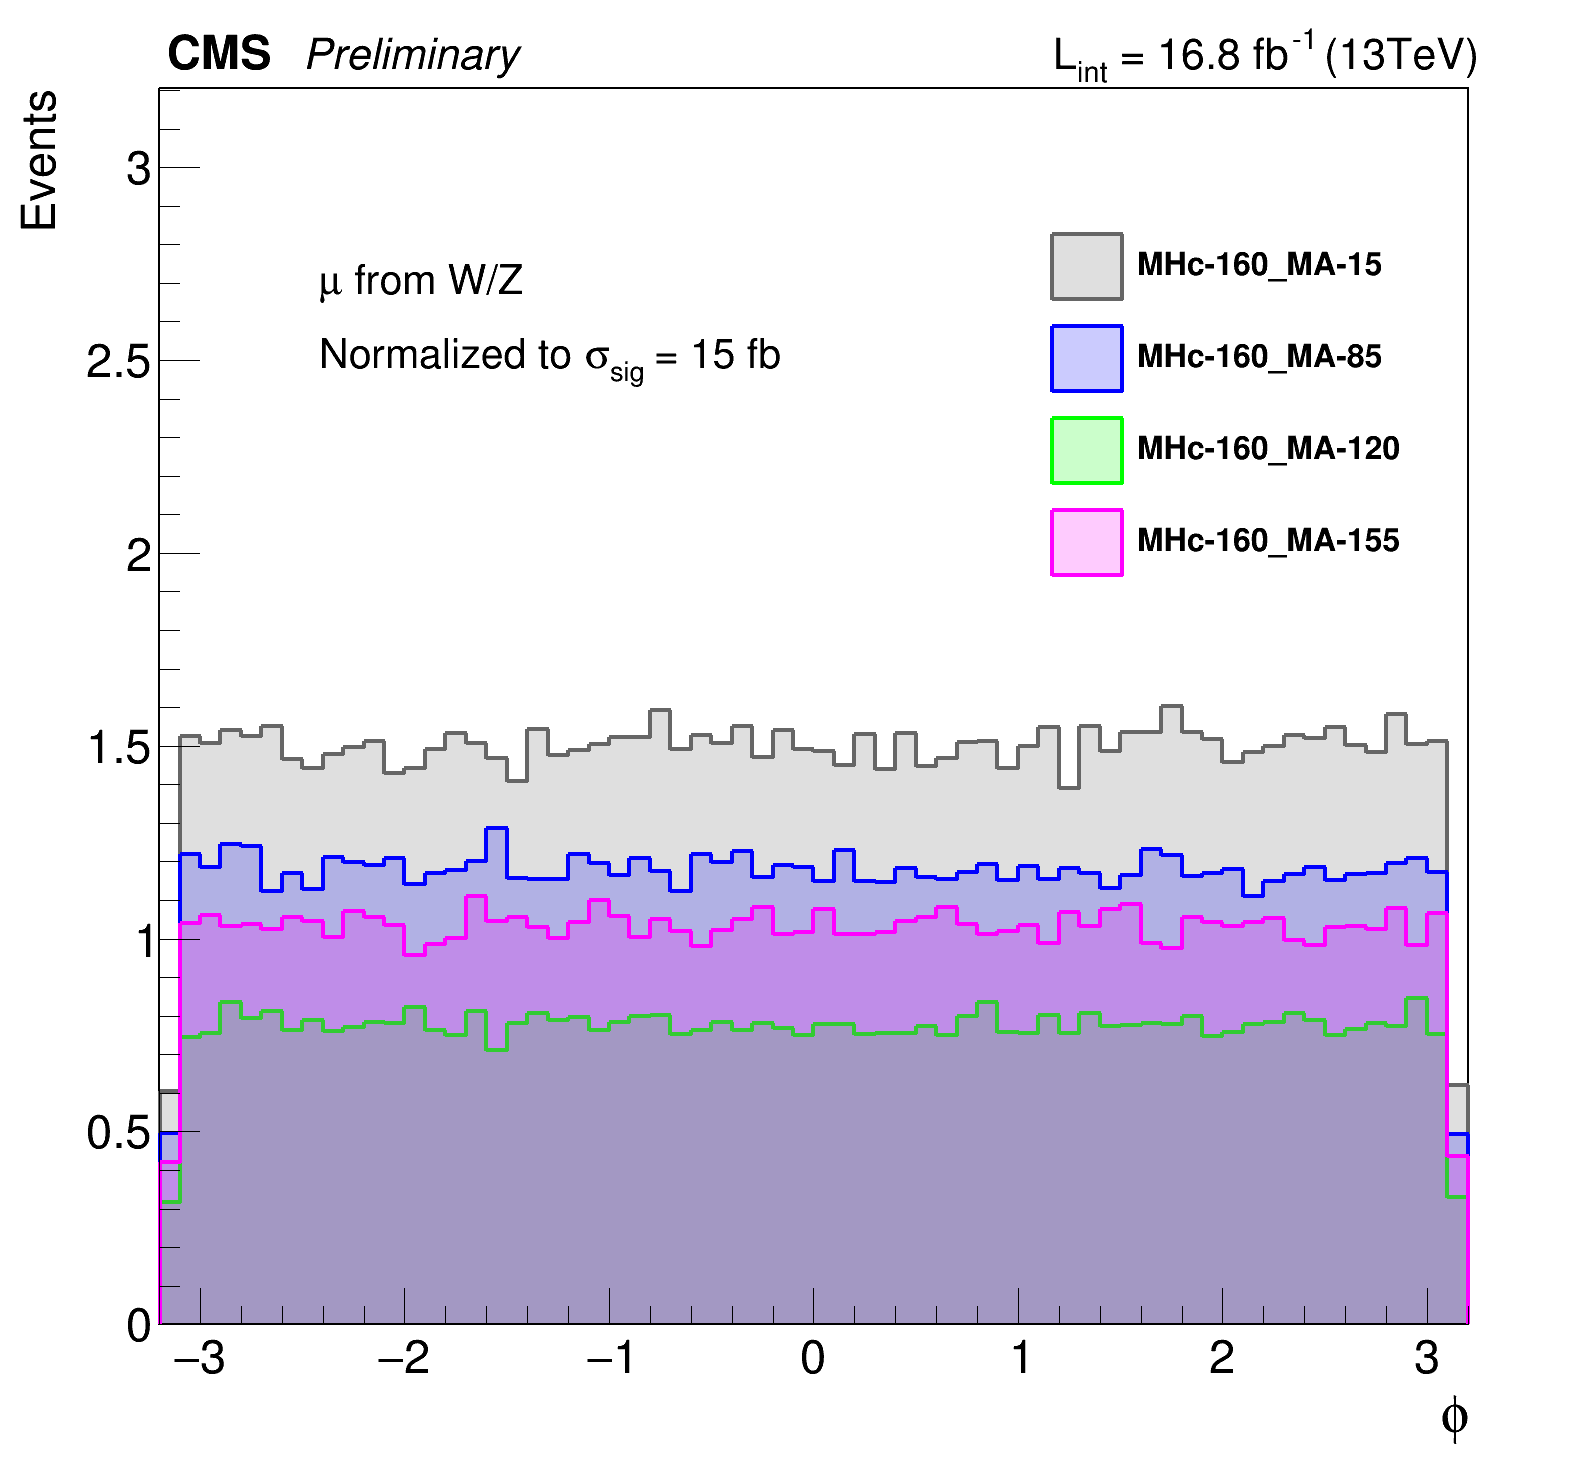 CMS Preliminary
L_int = 16.8 fb^-1 (13TeV)
Events
3
2.5
2
1.5
1
0.5
0
μ from W/Z
Normalized to σ_sig = 15 fb
MHc-160_MA-15
MHc-160_MA-85
MHc-160_MA-120
MHc-160_MA-155
−3 −2 −1 0 1 2 3
ϕ